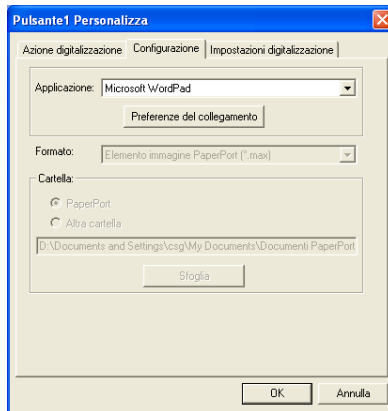 Pulsante1 Personalizza
Azione digitalizzazione Configurazione Impostazioni digitalizzazione
Applicazione: Microsoft WordPad
Preferenze del collegamento
Formato: Elemento immagine PaperPort (*.max)
Cartella:
PaperPort
Altra cartella
D:\Documents and Settings\csg\My Documents\Documenti PaperPort
Sfoglia
OK Annulla